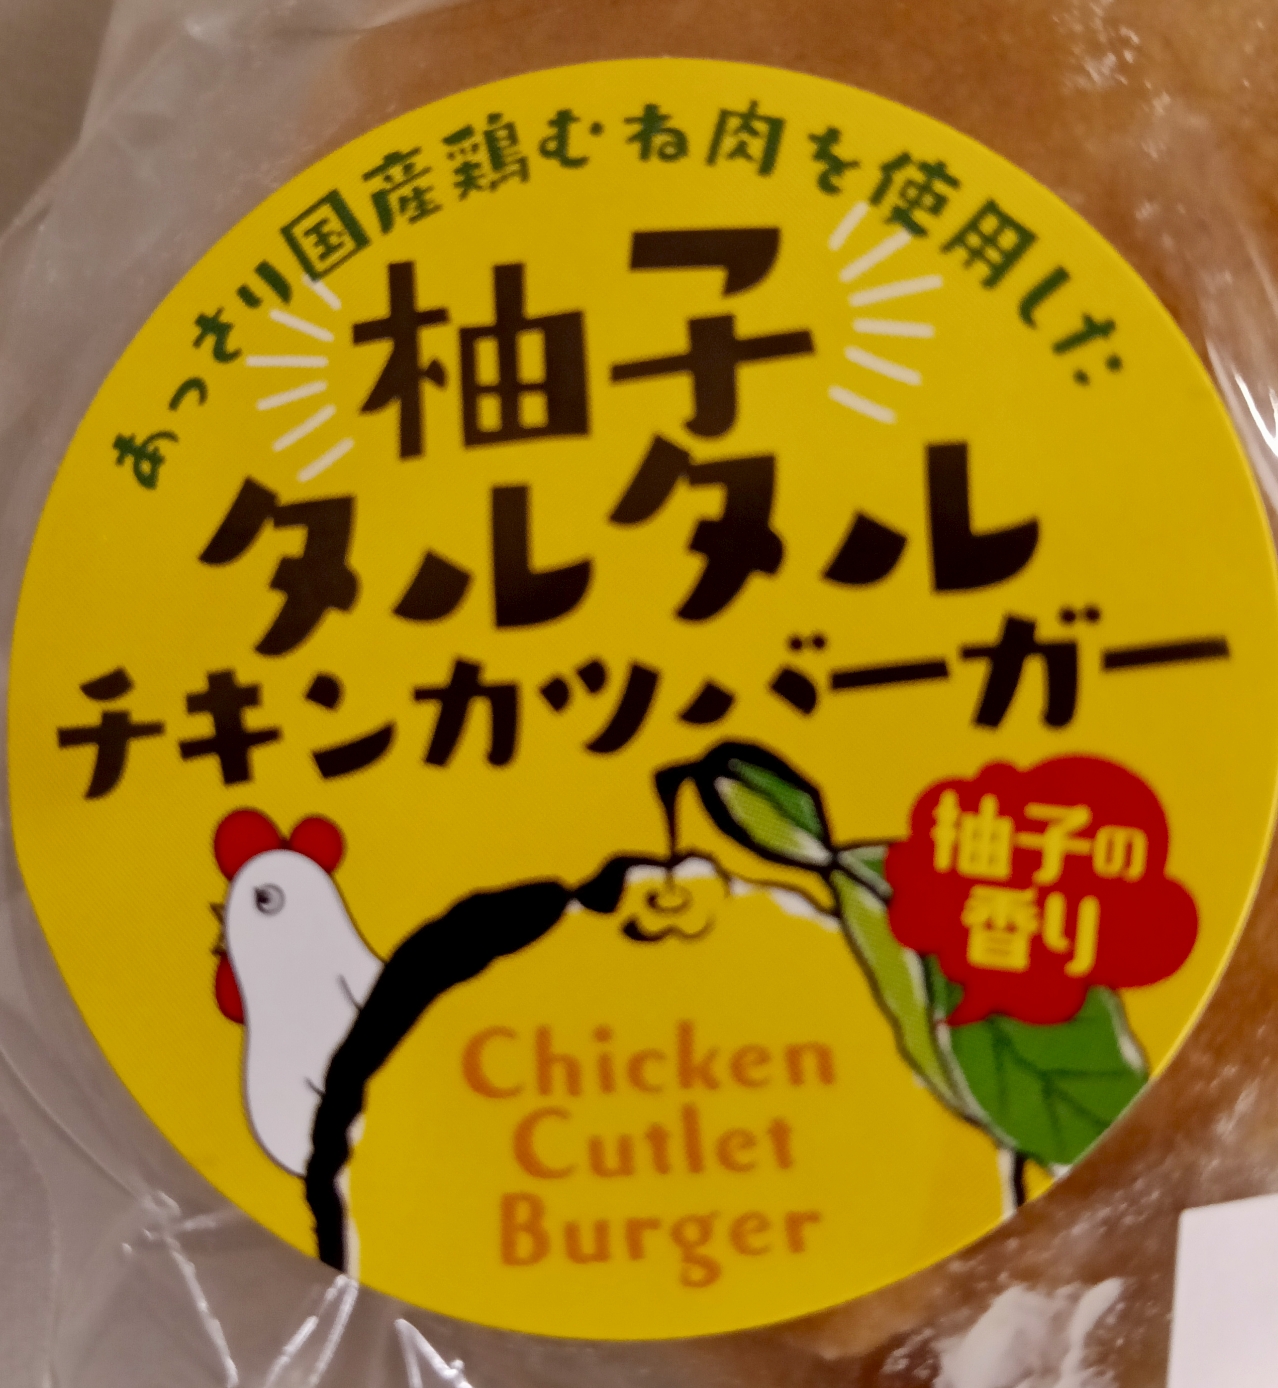 あっさり国産鶏むね肉を使用した
柚子
タルタル
チキンカツバーガー
柚子の
香り
Chicken
Cutlet
Burger